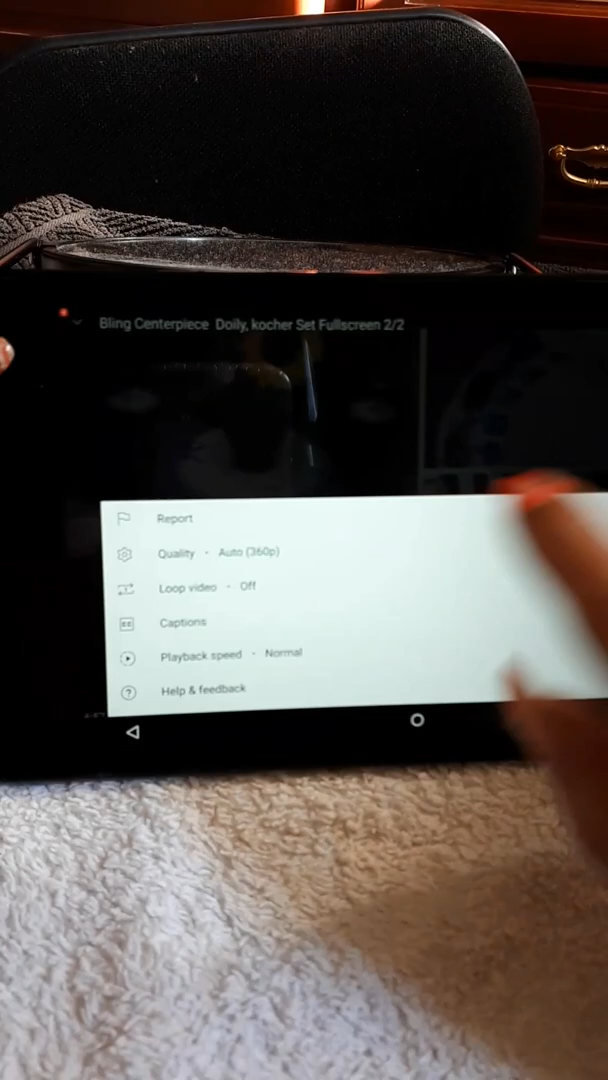 Bling Centerpiece Doily, kocher Set Fullscreen 2/2
Report
Quality · Auto (360p)
Loop video · Off
CC Captions
Playback speed · Normal
? Help & feedback